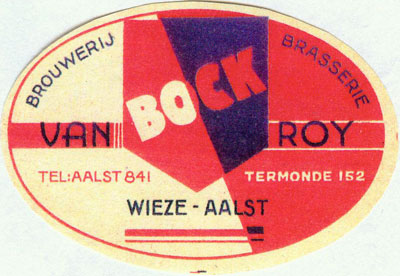 BROUWERIJ
BRASSERIE
BOCK
VAN ROY
TEL: AALST 841
TERMONDE 152
WIEZE - AALST